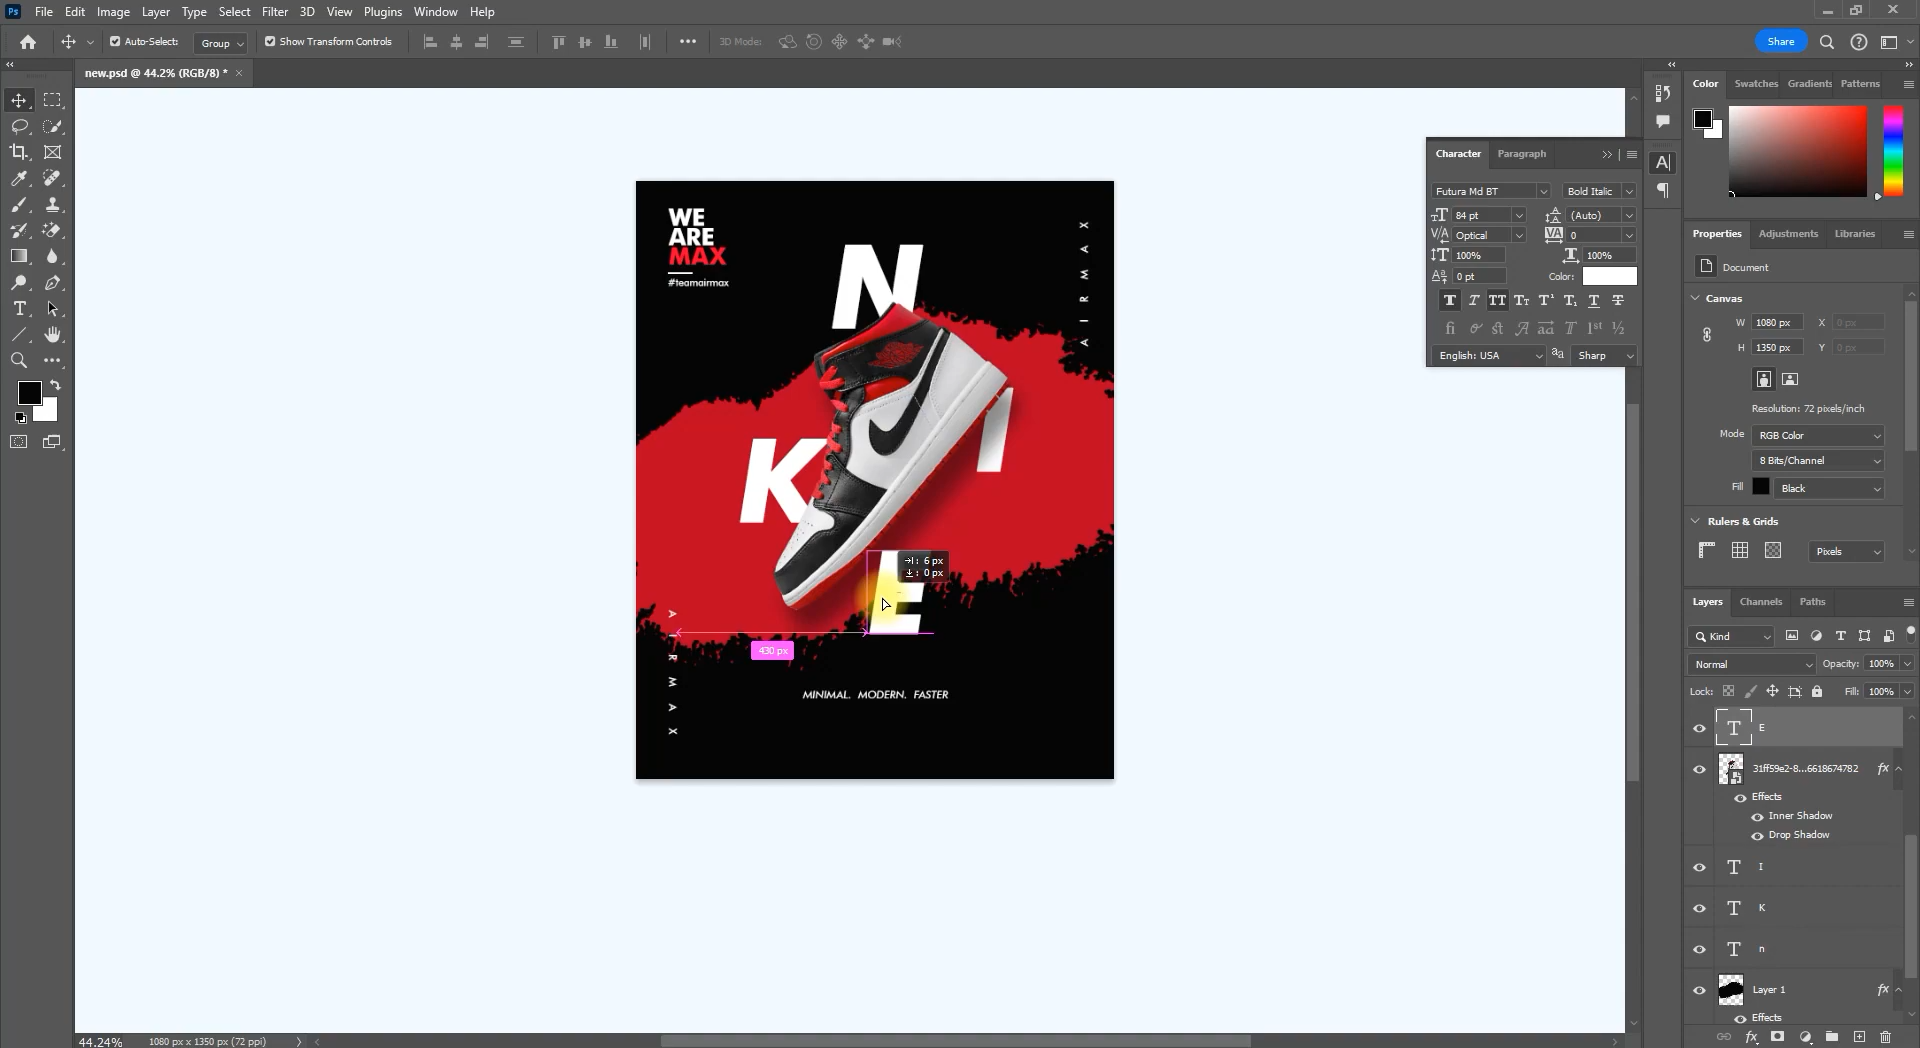 Ps File Edit Image Layer Type Select Filter 3D View Plugins Window Help
Auto-Select: Group Show Transform Controls 3D Mode: Share
new.psd @ 44.2% (RGB/8) *
WE
ARE
MAX
#teamairmax
N
I
K
E
AIRMAX
AIRMAX
MINIMAL. MODERN. FASTER
6 px
0 px
430 px
Character Paragraph
Futura Md BT Bold Italic
84 pt (Auto)
Optical 0
100% 100%
0 pt Color:
English: USA Sharp
Color Swatches Gradients Patterns
Properties Adjustments Libraries
Document
Canvas
W 1080 px X 0 px
H 1350 px Y 0 px
Resolution: 72 pixels/inch
Mode RGB Color
8 Bits/Channel
Fill Black
Rulers & Grids
Pixels
Layers Channels Paths
Kind
Normal Opacity: 100%
Lock: Fill: 100%
E
31ff59e2-8...6618674782 fx
Effects
Inner Shadow
Drop Shadow
I
K
n
Layer 1 fx
Effects
44.24% 1080 px x 1350 px (72 ppi)